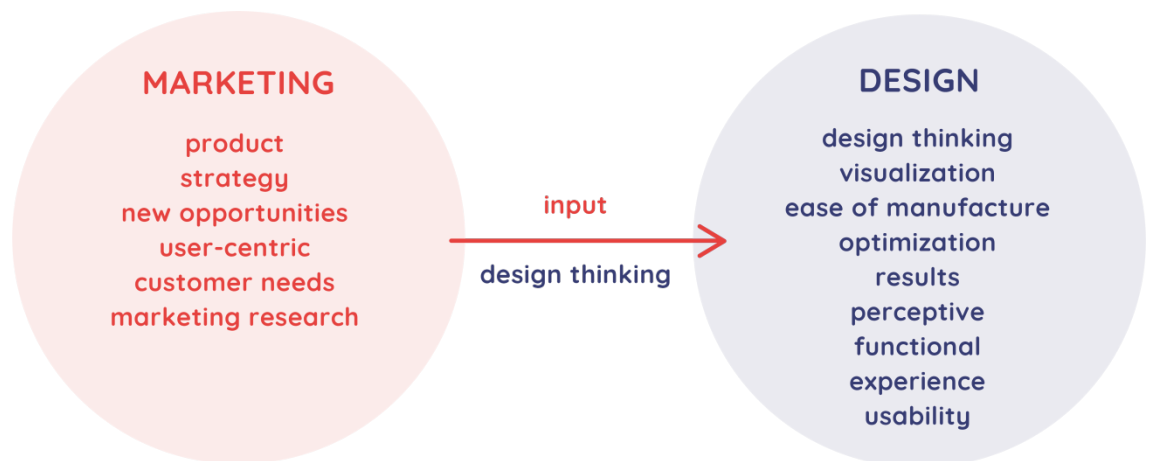 MARKETING
product
strategy
new opportunities
user-centric
customer needs
marketing research
input
design thinking
DESIGN
design thinking
visualization
ease of manufacture
optimization
results
perceptive
functional
experience
usability